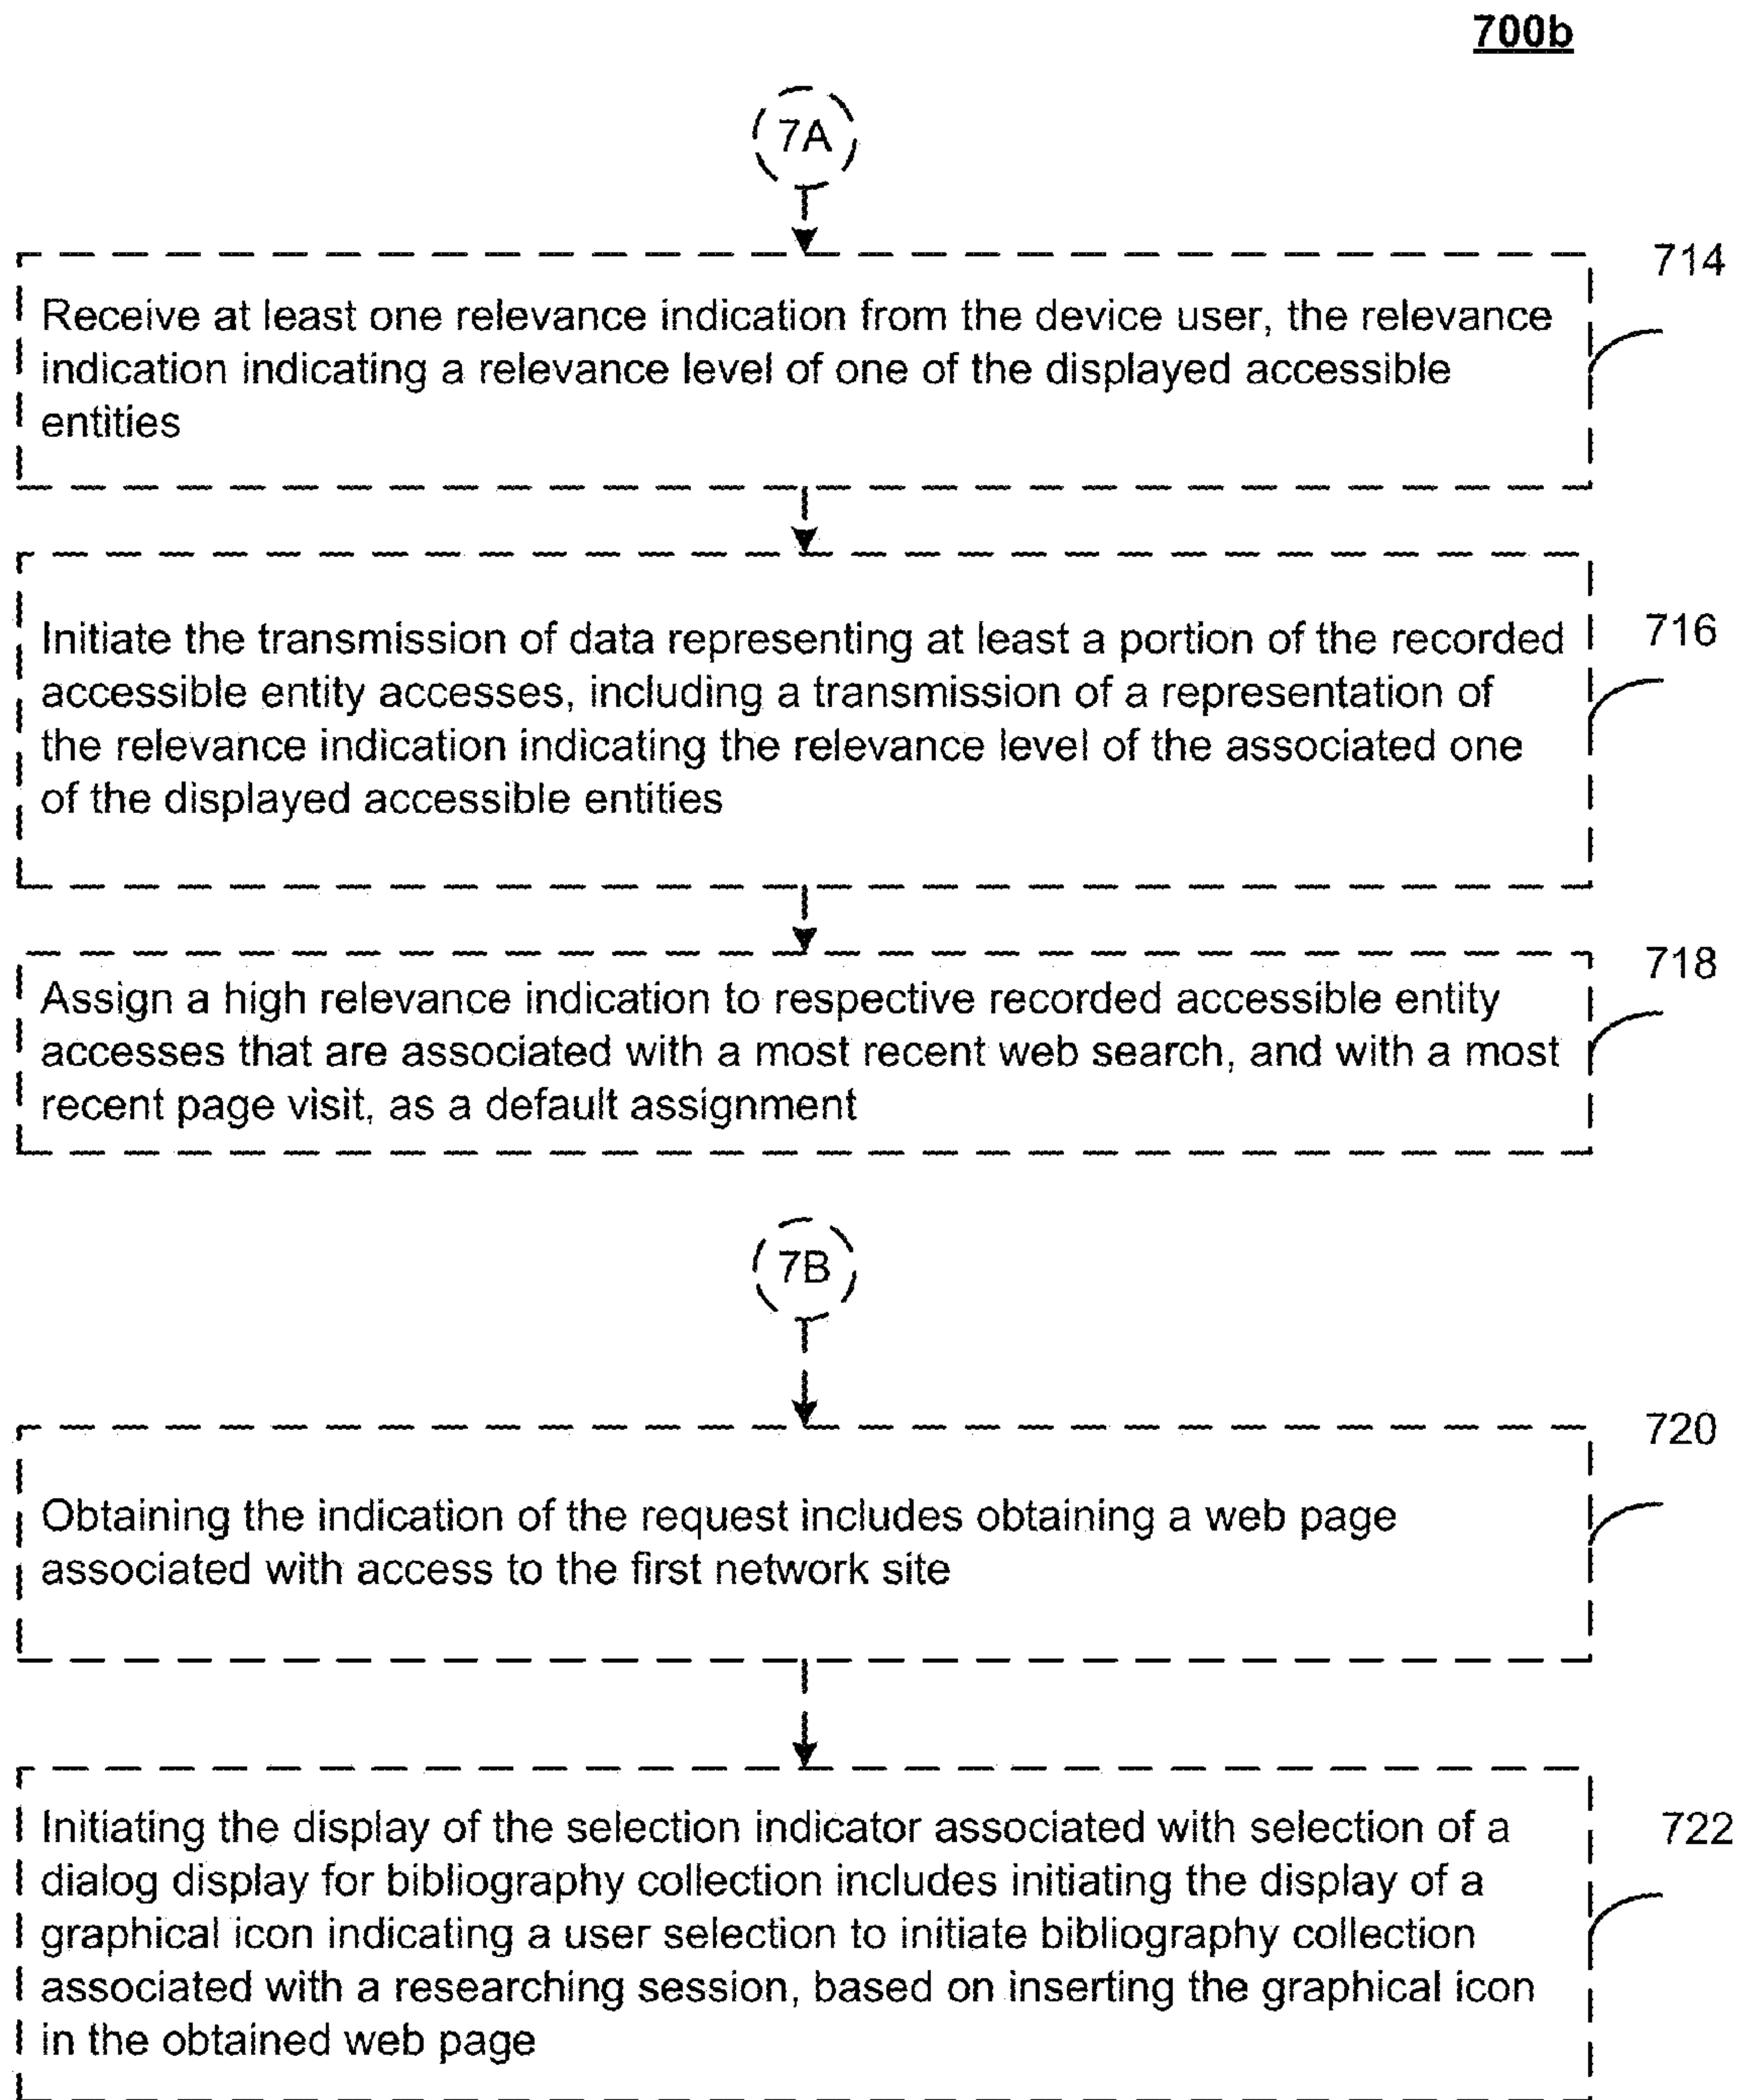 700b
7A
714
Receive at least one relevance indication from the device user, the relevance
indication indicating a relevance level of one of the displayed accessible
entities
716
Initiate the transmission of data representing at least a portion of the recorded
accessible entity accesses, including a transmission of a representation of
the relevance indication indicating the relevance level of the associated one
of the displayed accessible entities
718
Assign a high relevance indication to respective recorded accessible entity
accesses that are associated with a most recent web search, and with a most
recent page visit, as a default assignment
7B
720
Obtaining the indication of the request includes obtaining a web page
associated with access to the first network site
722
Initiating the display of the selection indicator associated with selection of a
dialog display for bibliography collection includes initiating the display of a
graphical icon indicating a user selection to initiate bibliography collection
associated with a researching session, based on inserting the graphical icon
in the obtained web page